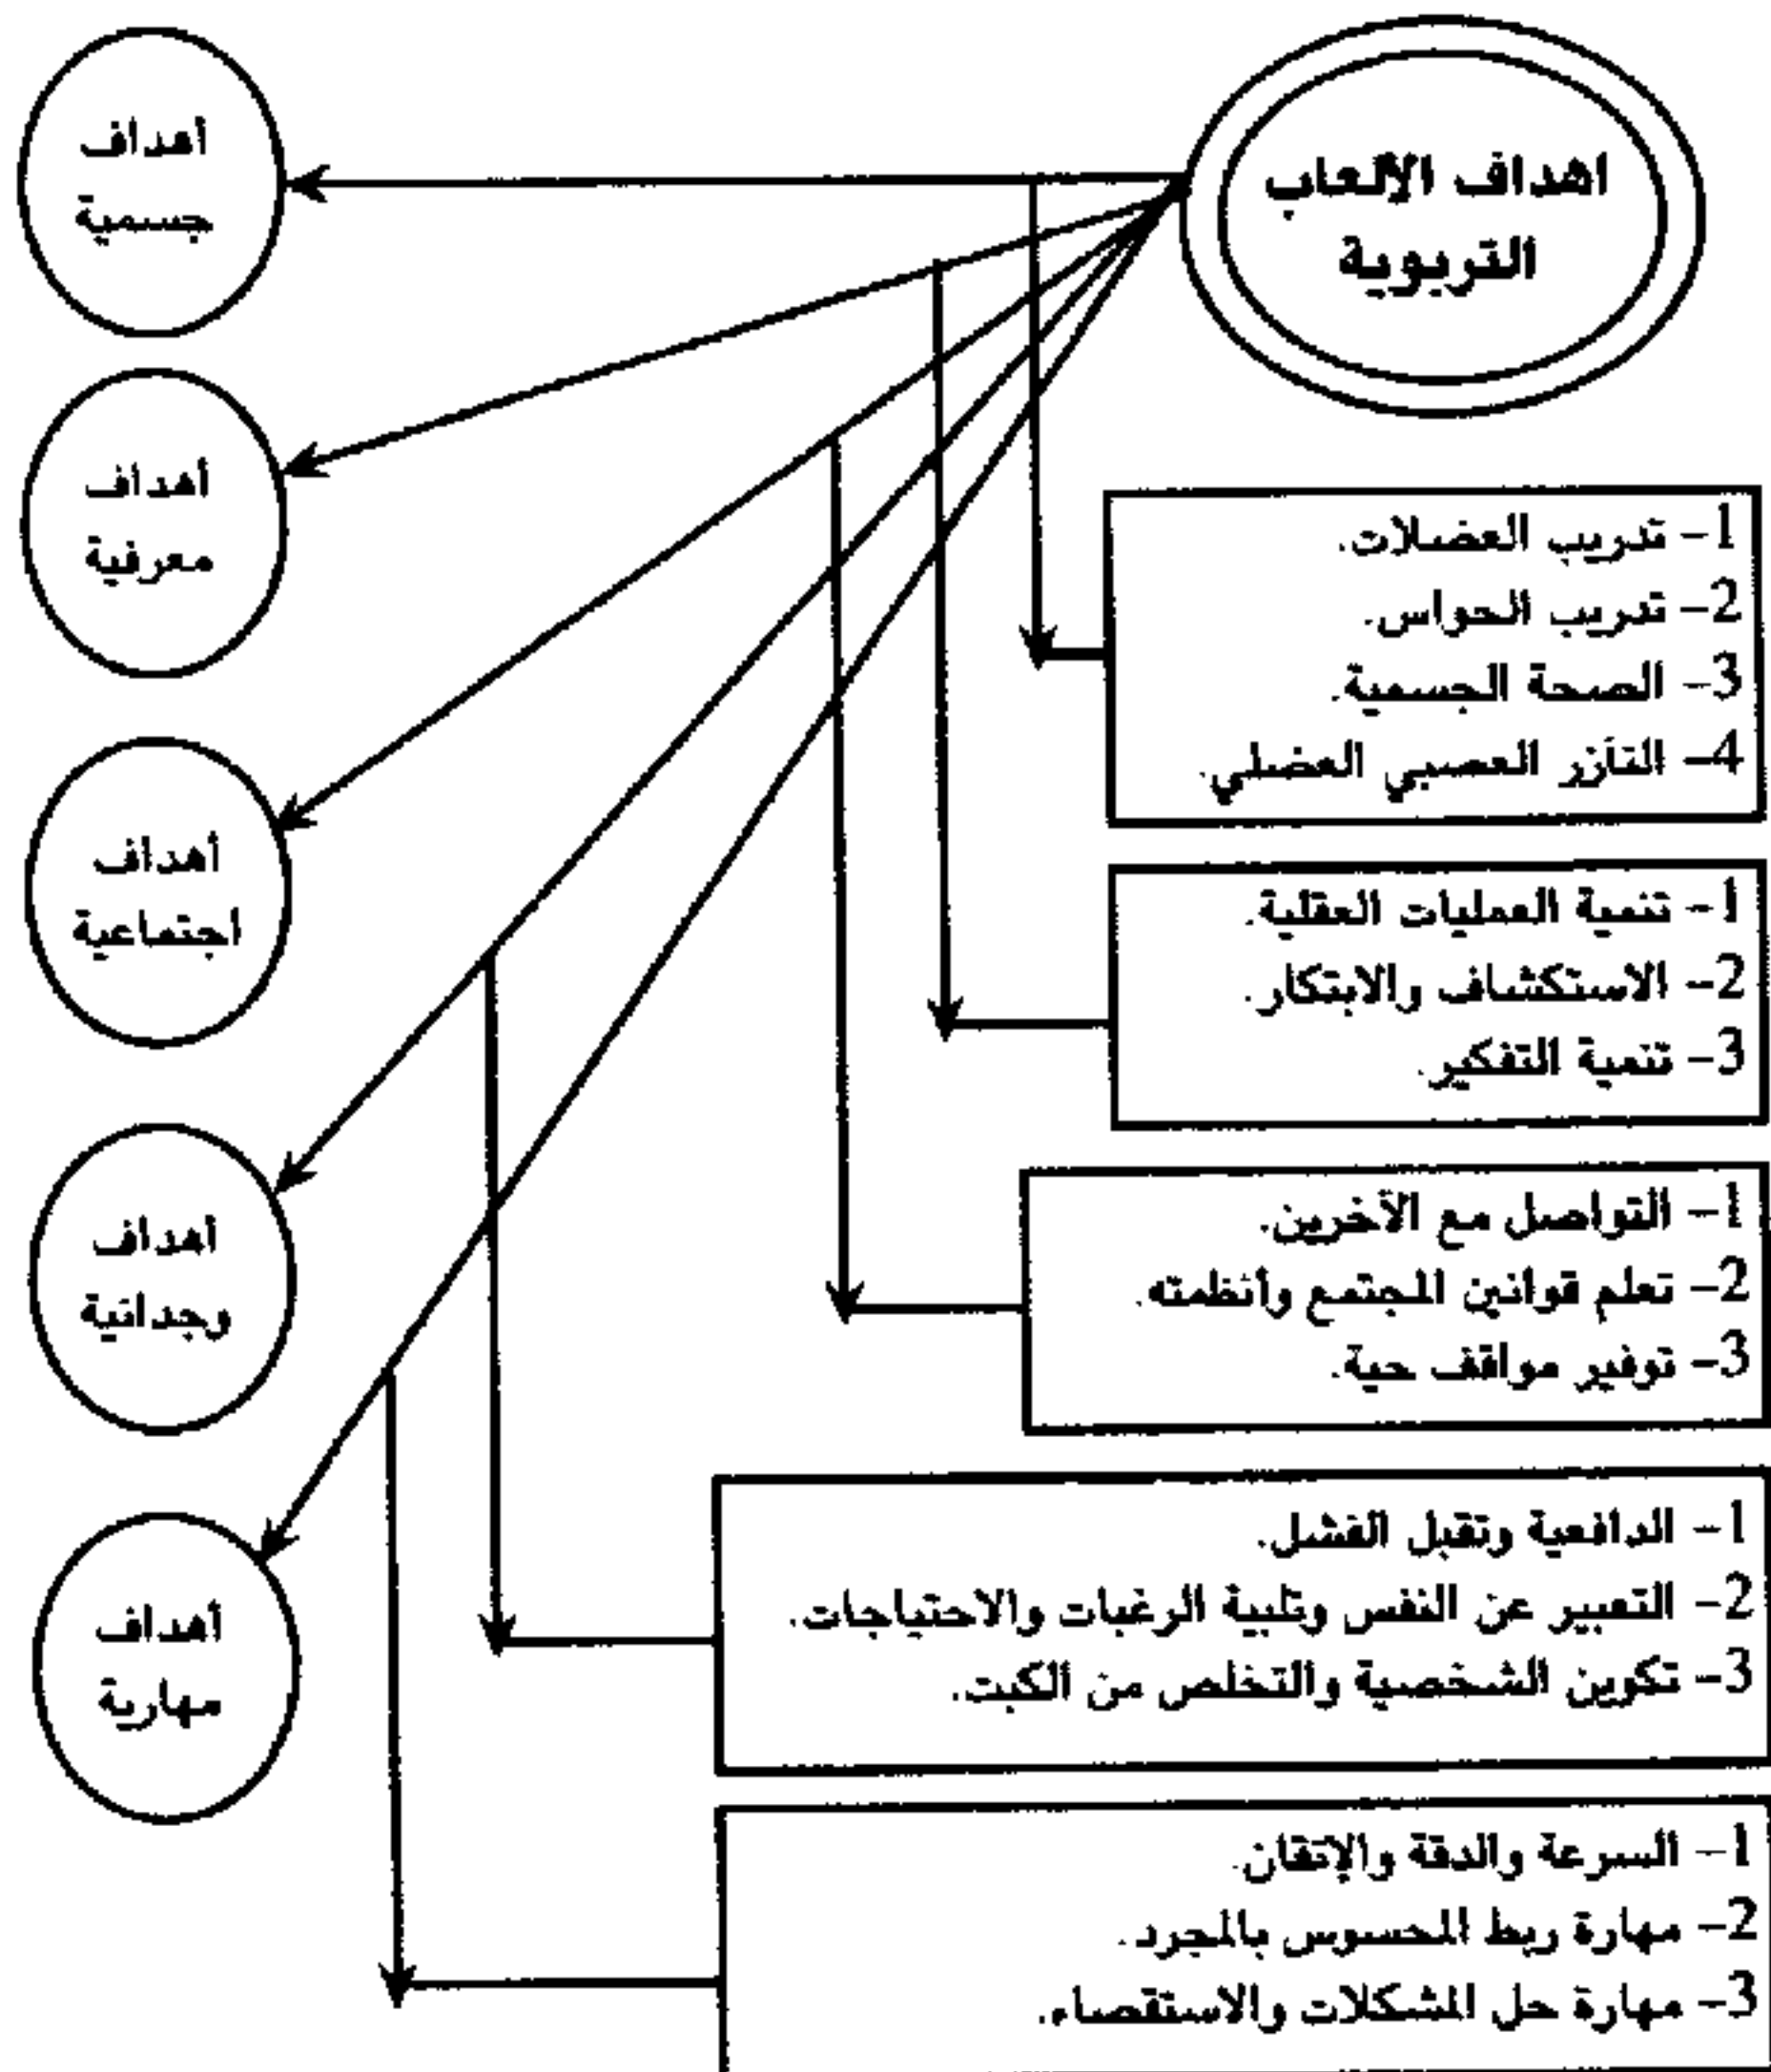 اهداف الألعاب
التربوية
أهداف
جسمية
أهداف
معرفية
أهداف
اجتماعية
أهداف
وجدانية
أهداف
مهارية
1- تدريب العضلات.
2- تدريب الحواس.
3- الصحة الجسمية.
4- التآزر العصبي العضلي.
1- تنمية العمليات العقلية.
2- الاستكشاف والابتكار.
3- تنمية التفكير.
1- التواصل مع الآخرين.
2- تعلم قوانين المجتمع وأنظمته.
3- توفير مواقف حية.
1- الدافعية وتقبل الفشل.
2- التعبير عن النفس وتلبية الرغبات والاحتياجات.
3- تكوين الشخصية والتخلص من الكبت.
1- السرعة والدقة والإتقان.
2- مهارة ربط المحسوس بالمجرد.
3- مهارة حل المشكلات والاستقصاء.